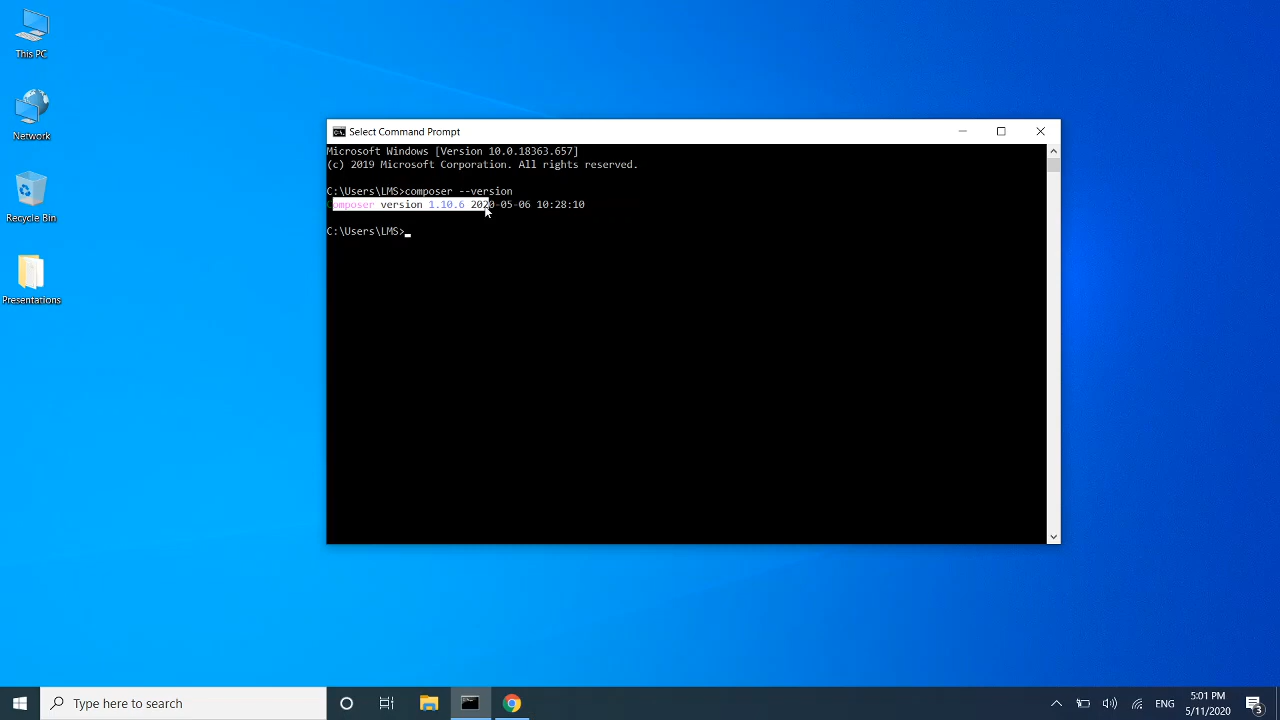 This PC
Network
Recycle Bin
Presentations
Select Command Prompt
Microsoft Windows [Version 10.0.18363.657]
(c) 2019 Microsoft Corporation. All rights reserved.
C:\Users\LMS>composer --version
Composer version 1.10.6 2020-05-06 10:28:10
C:\Users\LMS>
Type here to search
ENG
5:01 PM
5/11/2020
3